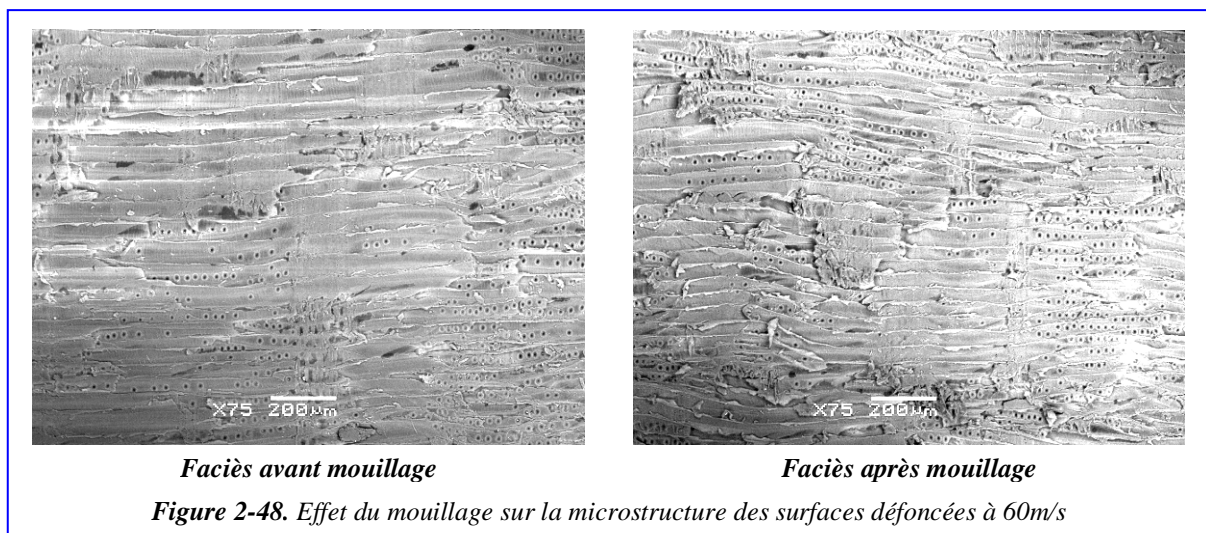 X75 200µm
X75 200µm
Faciès avant mouillage
Faciès après mouillage
Figure 2-48. Effet du mouillage sur la microstructure des surfaces défoncées à 60m/s